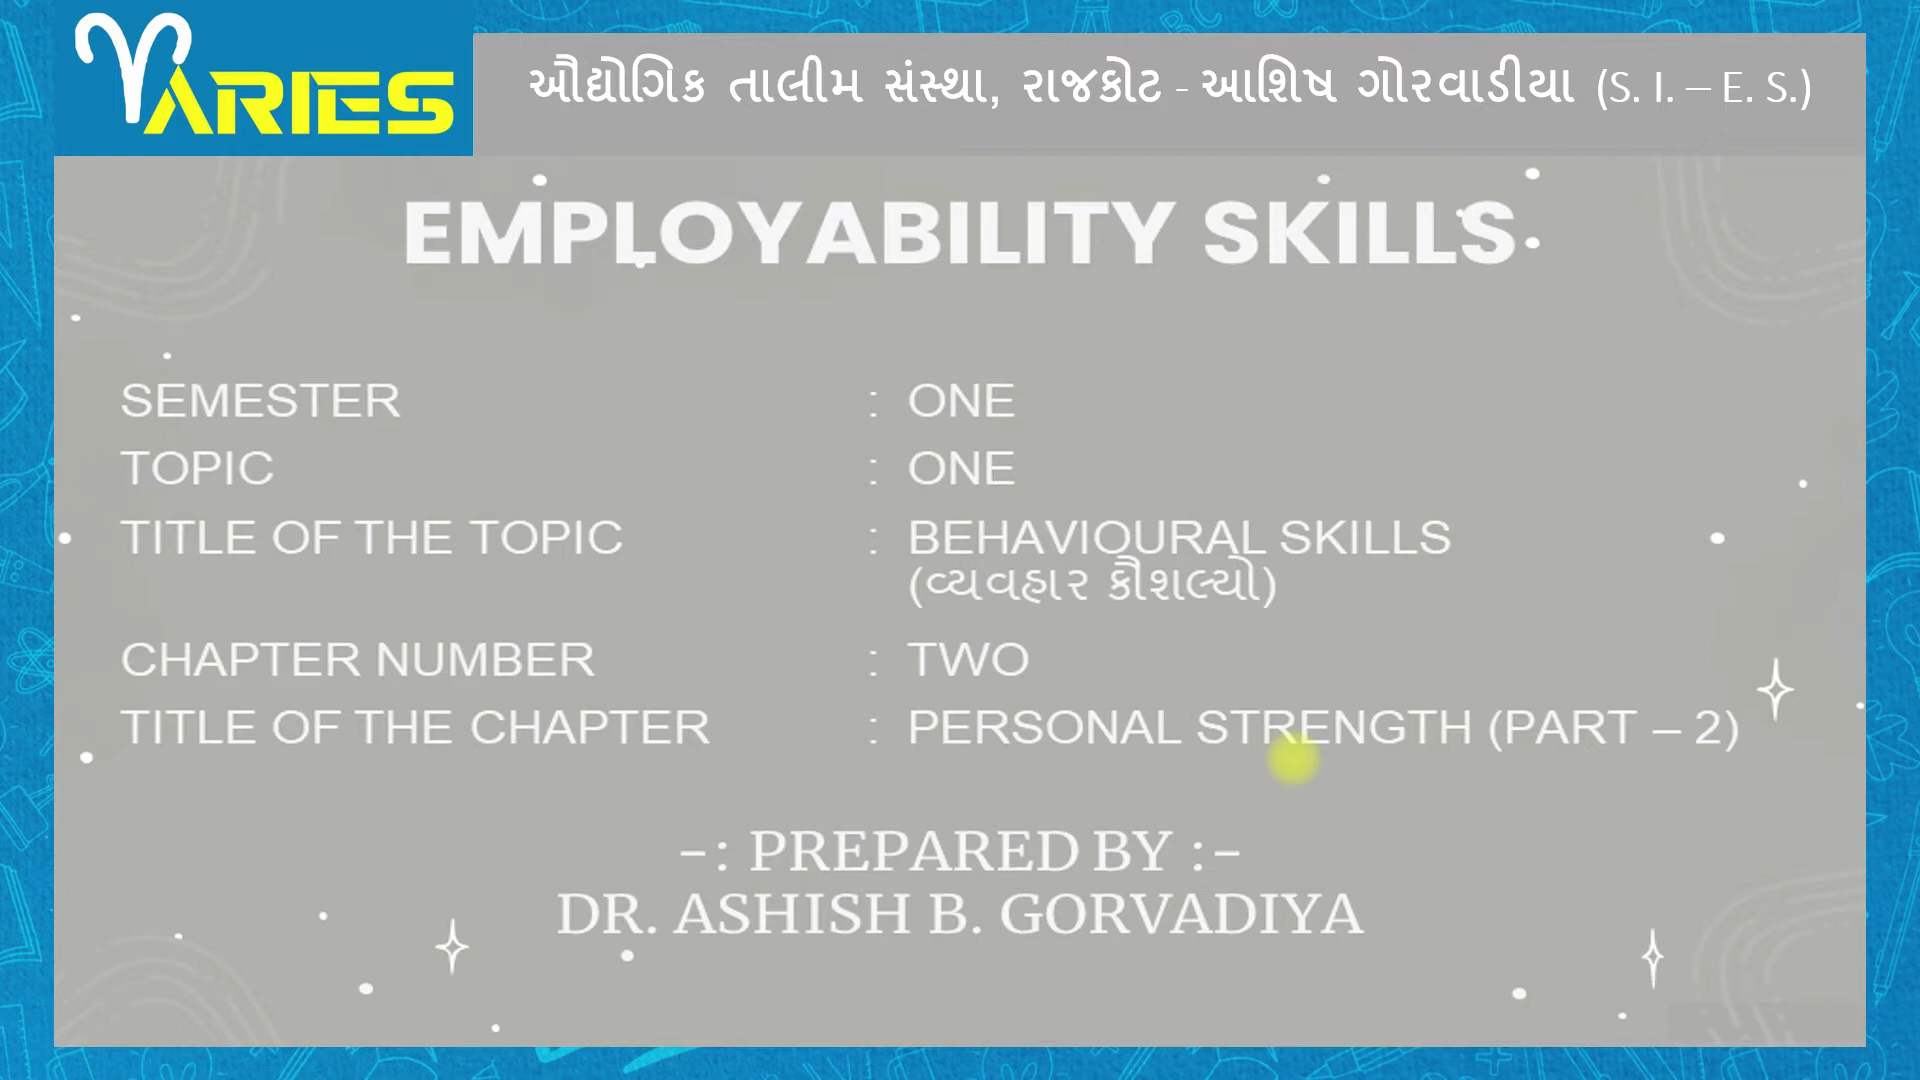 ARIES
ઔદ્યોગિક તાલીમ સંસ્થા, રાજકોટ - આશિષ ગોરવાડીયા (S. I. – E. S.)
EMPLOYABILITY SKILLS
SEMESTER : ONE
TOPIC : ONE
TITLE OF THE TOPIC : BEHAVIOURAL SKILLS
(વ્યવહાર કૌશલ્યો)
CHAPTER NUMBER : TWO
TITLE OF THE CHAPTER : PERSONAL STRENGTH (PART – 2)
-: PREPARED BY :-
DR. ASHISH B. GORVADIYA